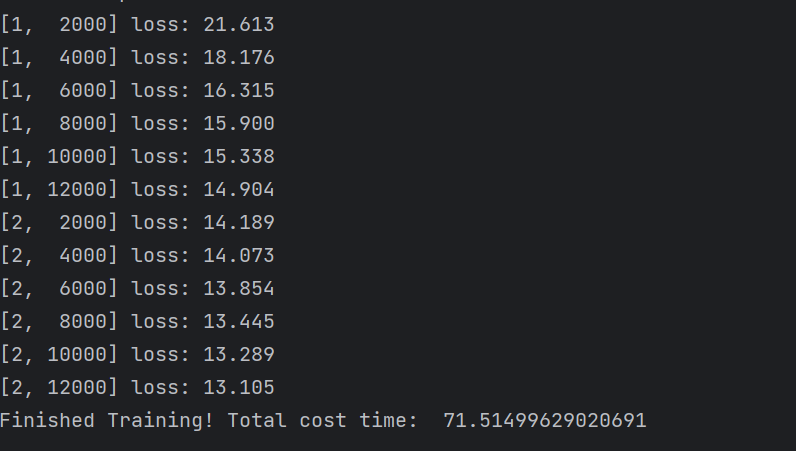 [1,  2000] loss: 21.613
[1,  4000] loss: 18.176
[1,  6000] loss: 16.315
[1,  8000] loss: 15.900
[1, 10000] loss: 15.338
[1, 12000] loss: 14.904
[2,  2000] loss: 14.189
[2,  4000] loss: 14.073
[2,  6000] loss: 13.854
[2,  8000] loss: 13.445
[2, 10000] loss: 13.289
[2, 12000] loss: 13.105
Finished Training! Total cost time:  71.51499629020691